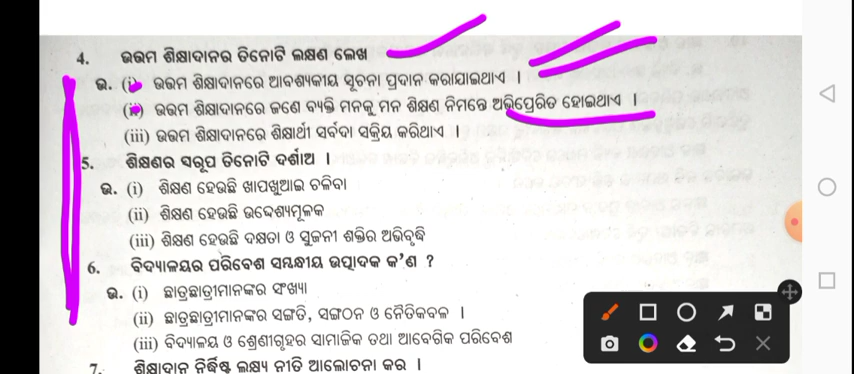 4. ଉତ୍ତମ ଶିକ୍ଷାଦାନର ତିନୋଟି ଲକ୍ଷଣ ଲେଖ
ଉ. (i) ଉତ୍ତମ ଶିକ୍ଷାଦାନରେ ଆବଶ୍ୟକୀୟ ସୂଚନା ପ୍ରଦାନ କରାଯାଇଥାଏ ।
(ii) ଉତ୍ତମ ଶିକ୍ଷାଦାନରେ ଜଣେ ବ୍ୟକ୍ତି ମନକୁ ମନ ଶିକ୍ଷଣ ନିମନ୍ତେ ଅଭିପ୍ରେରିତ ହୋଇଥାଏ ।
(iii) ଉତ୍ତମ ଶିକ୍ଷାଦାନରେ ଶିକ୍ଷାର୍ଥୀ ସର୍ବଦା ସକ୍ରିୟ କରିଥାଏ ।
5. ଶିକ୍ଷଣର ସରୂପ ତିନୋଟି ଦର୍ଶାଅ ।
ଉ. (i) ଶିକ୍ଷଣ ହେଉଛି ଖାପଖୁଆଇ ଚଳିବା
(ii) ଶିକ୍ଷଣ ହେଉଛି ଉଦ୍ଦେଶ୍ୟମୂଳକ
(iii) ଶିକ୍ଷଣ ହେଉଛି ଦକ୍ଷତା ଓ ସୃଜନୀ ଶକ୍ତିର ଅଭିବୃଦ୍ଧି
6. ବିଦ୍ୟାଳୟର ପରିବେଶ ସମ୍ବନ୍ଧୀୟ ଉତ୍ପାଦକ କ'ଣ ?
ଉ. (i) ଛାତ୍ରଛାତ୍ରୀମାନଙ୍କର ସଂଖ୍ୟା
(ii) ଛାତ୍ରଛାତ୍ରୀମାନଙ୍କର ସଙ୍ଗତି, ସଙ୍ଗଠନ ଓ ନୈତିକବଳ ।
(iii) ବିଦ୍ୟାଳୟ ଓ ଶ୍ରେଣୀଗୃହର ସାମାଜିକ ତଥା ଆବେଗିକ ପରିବେଶ
7. ଶିକ୍ଷାଦାନ ନିର୍ଦ୍ଦିଷ୍ଟ ଲକ୍ଷ୍ୟ ନୀତି ଆଲୋଚନା କର ।